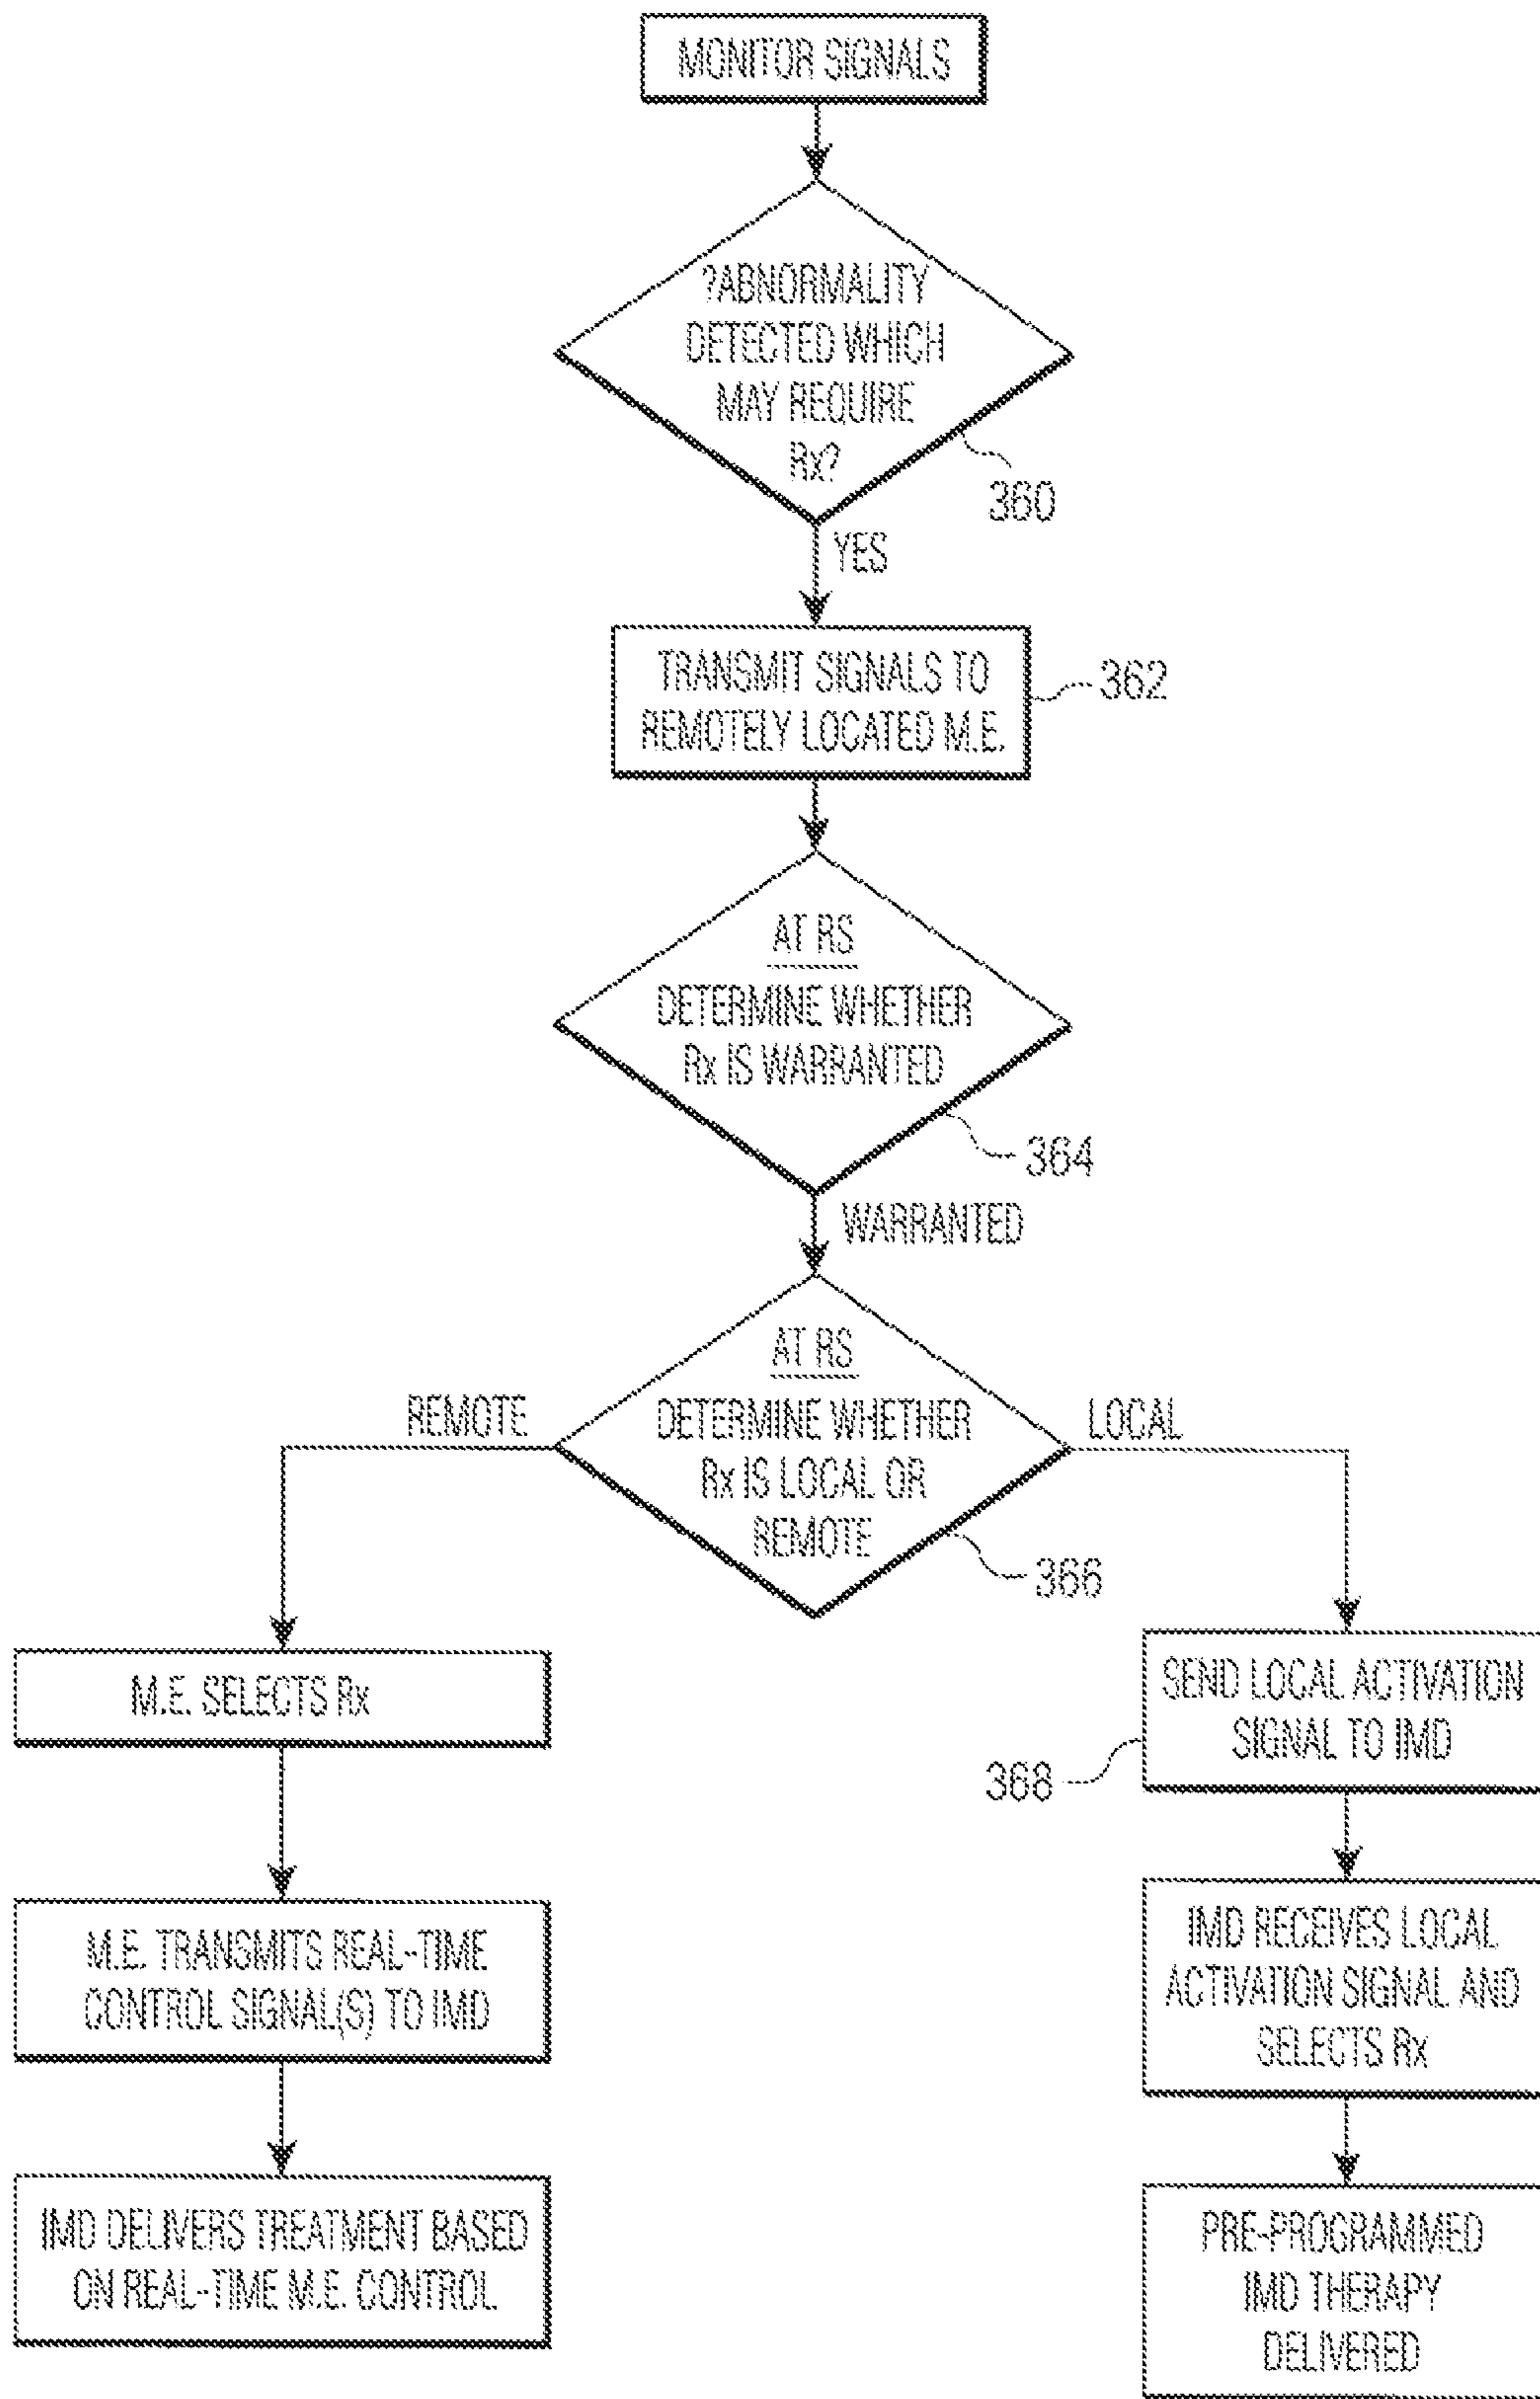 MONITOR SIGNALS
?ABNORMALITY
DETECTED WHICH
MAY REQUIRE
Rx?
360
YES
TRANSMIT SIGNALS TO
REMOTELY LOCATED M.E.
362
AT RS
DETERMINE WHETHER
Rx IS WARRANTED
364
WARRANTED
AT RS
DETERMINE WHETHER
Rx IS LOCAL OR
REMOTE
366
REMOTE
LOCAL
M.E. SELECTS Rx
M.E. TRANSMITS REAL-TIME
CONTROL SIGNAL(S) TO IMD
IMD DELIVERS TREATMENT BASED
ON REAL-TIME M.E. CONTROL
SEND LOCAL ACTIVATION
SIGNAL TO IMD
368
IMD RECEIVES LOCAL
ACTIVATION SIGNAL AND
SELECTS Rx
PRE-PROGRAMMED
IMD THERAPY
DELIVERED